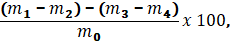 (m₁ − m₂) − (m₃ − m₄)
m₀ x 100,